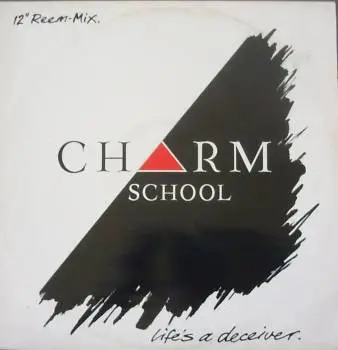 12" Reem-Mix.
CHARM
SCHOOL
life's a deceiver.